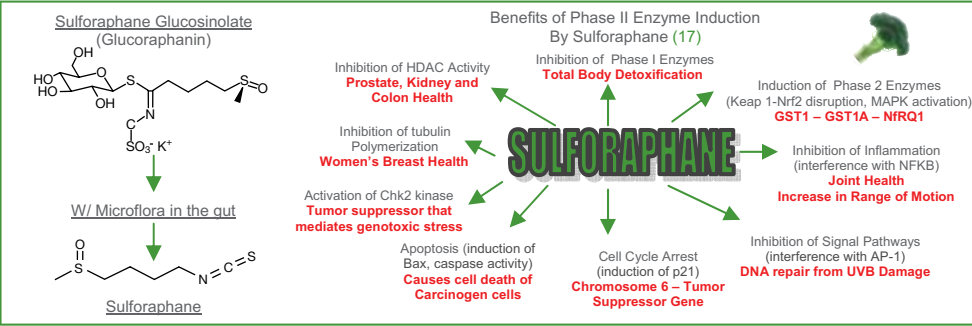 Sulforaphane Glucosinolate
(Glucoraphanin)
OH
HO
HO
O
OH
OH
S
S=O
N
C
SO₃⁻ K⁺
W/ Microflora in the gut
O
S
N=C=S
Sulforaphane
Benefits of Phase II Enzyme Induction
By Sulforaphane (17)
Inhibition of HDAC Activity
Prostate, Kidney and
Colon Health
Inhibition of Phase I Enzymes
Total Body Detoxification
Induction of Phase 2 Enzymes
(Keap 1-Nrf2 disruption, MAPK activation)
GST1 – GST1A – NfRQ1
Inhibition of tubulin
Polymerization
Women's Breast Health
SULFORAPHANE
Inhibition of Inflammation
(interference with NFKB)
Joint Health
Increase in Range of Motion
Activation of Chk2 kinase
Tumor suppressor that
mediates genotoxic stress
Apoptosis (induction of
Bax, caspase activity)
Causes cell death of
Carcinogen cells
Cell Cycle Arrest
(induction of p21)
Chromosome 6 – Tumor
Suppressor Gene
Inhibition of Signal Pathways
(interference with AP-1)
DNA repair from UVB Damage